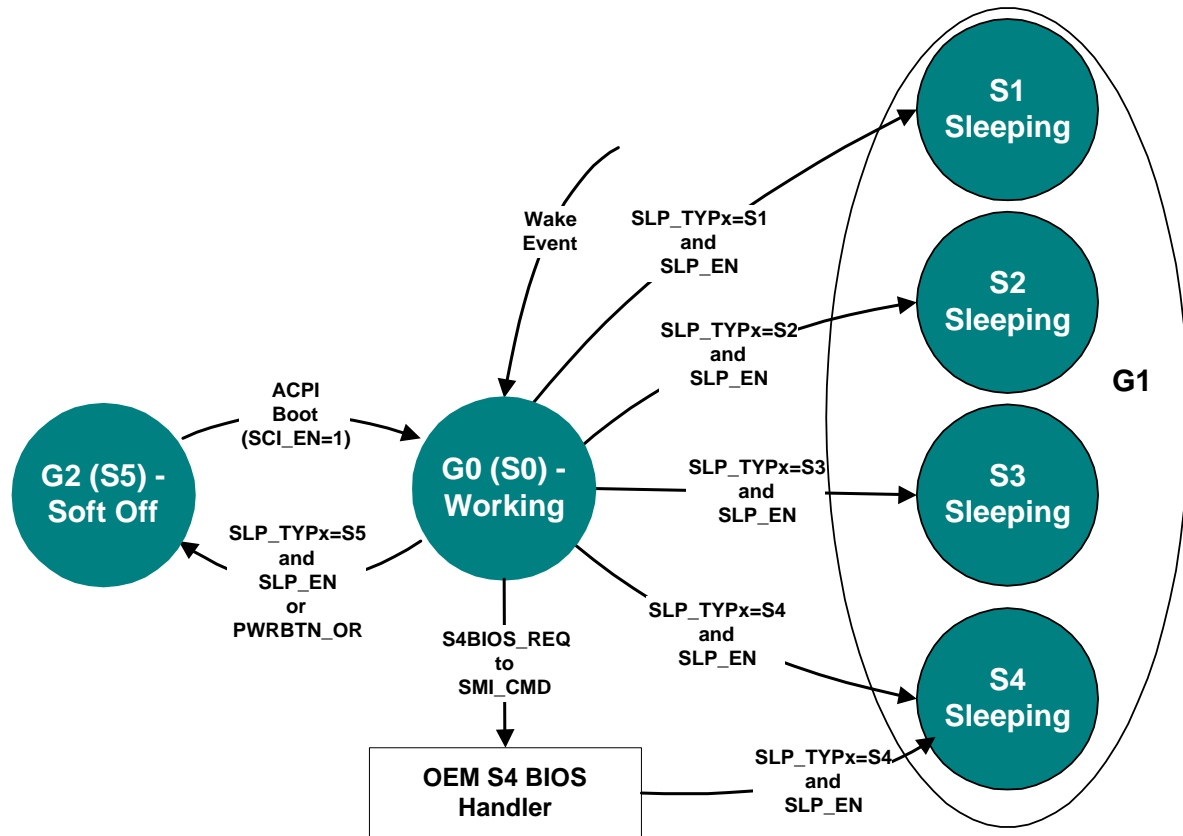 S1
Sleeping
Wake
Event
SLP_TYPx=S1
and
SLP_EN
S2
Sleeping
SLP_TYPx=S2
and
SLP_EN
G1
ACPI
Boot
(SCI_EN=1)
G2 (S5) -
Soft Off
G0 (S0) -
Working
SLP_TYPx=S3
and
SLP_EN
S3
Sleeping
SLP_TYPx=S5
and
SLP_EN
or
PWRBTN_OR
S4BIOS_REQ
to
SMI_CMD
SLP_TYPx=S4
and
SLP_EN
S4
Sleeping
OEM S4 BIOS
Handler
SLP_TYPx=S4
and
SLP_EN